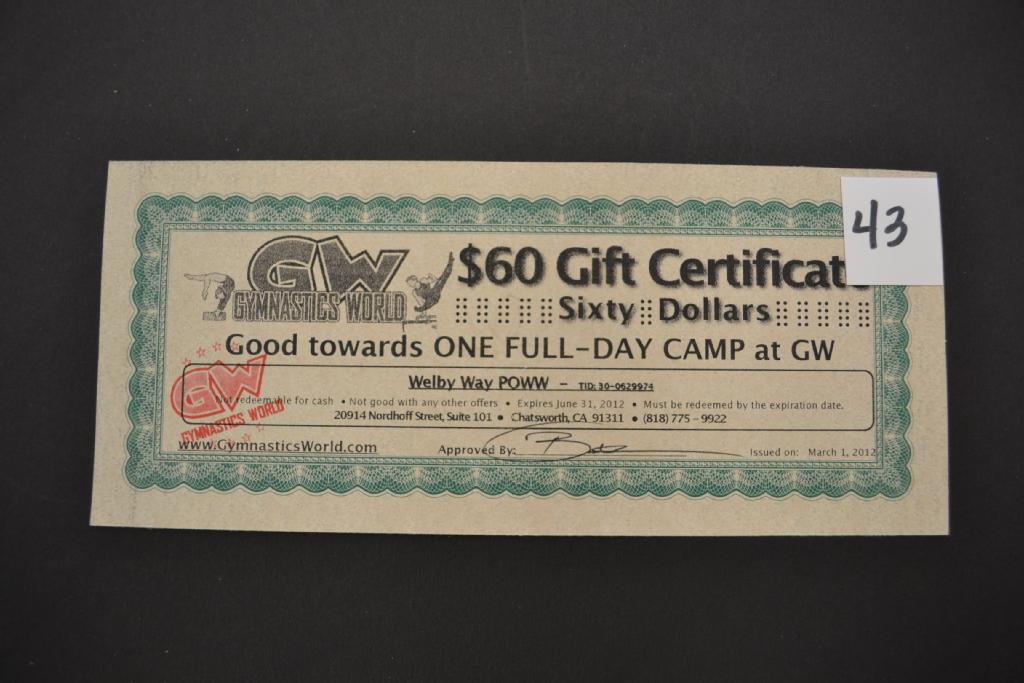 43
GW
GYMNASTICS WORLD
$60 Gift Certificat
Sixty Dollars
Good towards ONE FULL-DAY CAMP at GW
Welby Way POWW - TID: 30-0629974
Not redeemable for cash • Not good with any other offers • Expires June 31, 2012 • Must be redeemed by the expiration date.
20914 Nordhoff Street, Suite 101 • Chatsworth, CA 91311 • (818) 775 - 9922
GW
GYMNASTICS WORLD
www.GymnasticsWorld.com
Approved By:
Issued on: March 1, 2012